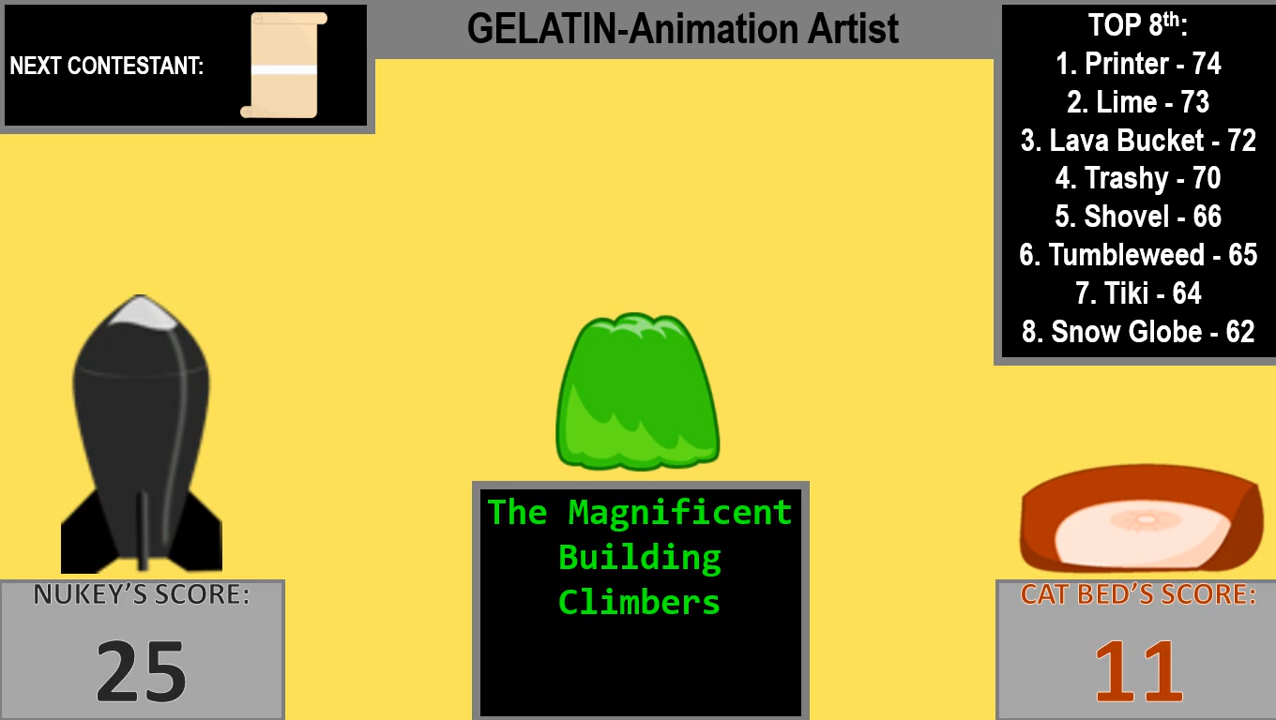 GELATIN-Animation Artist
NEXT CONTESTANT:
TOP 8th:
1. Printer - 74
2. Lime - 73
3. Lava Bucket - 72
4. Trashy - 70
5. Shovel - 66
6. Tumbleweed - 65
7. Tiki - 64
8. Snow Globe - 62
The Magnificent
Building
Climbers
NUKEY'S SCORE:
25
CAT BED'S SCORE:
11